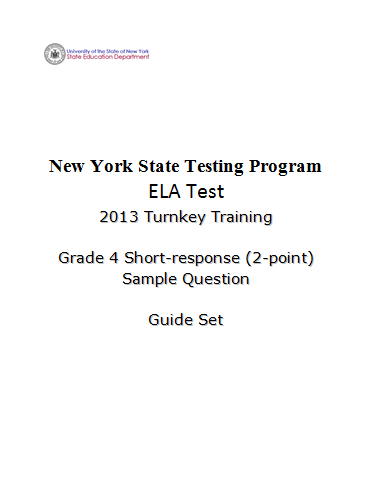 University of the State of New York
State Education Department
New York State Testing Program
ELA Test
2013 Turnkey Training
Grade 4 Short-response (2-point)
Sample Question
Guide Set